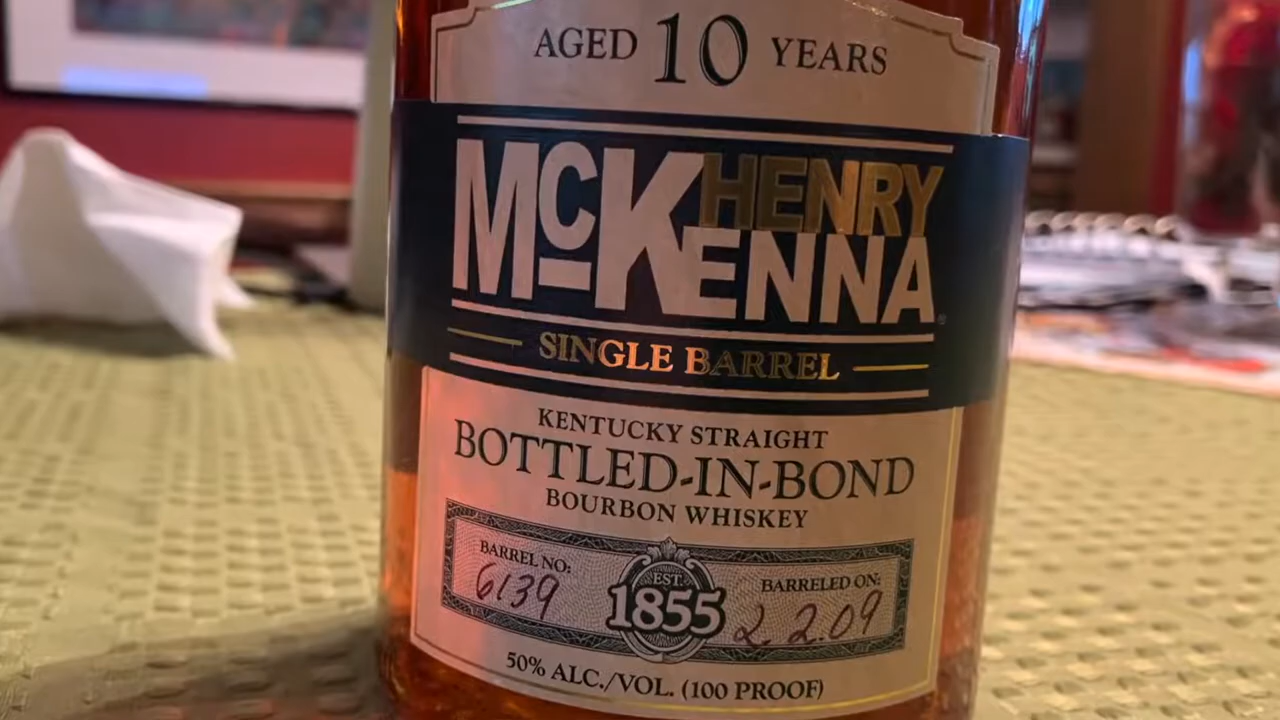 AGED 10 YEARS
HENRY
McKENNA
SINGLE BARREL
KENTUCKY STRAIGHT
BOTTLED-IN-BOND
BOURBON WHISKEY
BARREL NO:
6139
EST.
1855
BARRELED ON:
2.2.09
50% ALC./VOL. (100 PROOF)